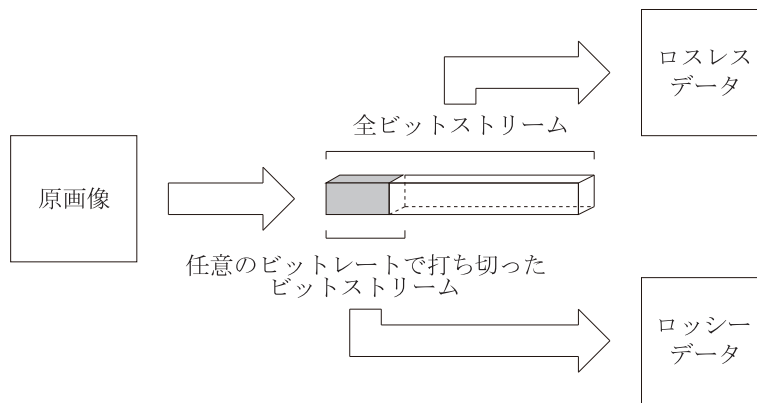 ロスレス
データ
全ビットストリーム
原画像
任意のビットレートで打ち切った
ビットストリーム
ロッシー
データ